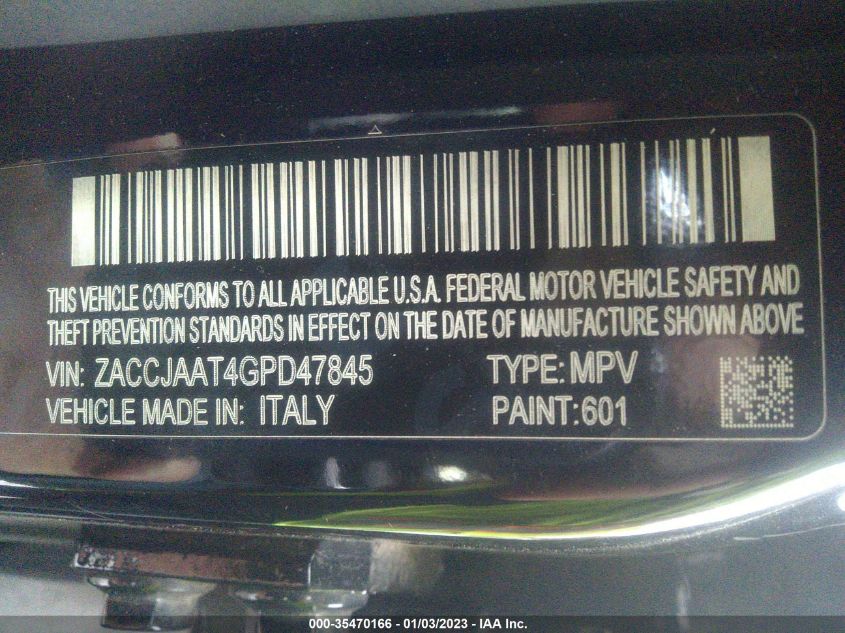 THIS VEHICLE CONFORMS TO ALL APPLICABLE U.S.A. FEDERAL MOTOR VEHICLE SAFETY AND
THEFT PREVENTION STANDARDS IN EFFECT ON THE DATE OF MANUFACTURE SHOWN ABOVE
VIN: ZACCJAAT4GPD47845 TYPE: MPV
VEHICLE MADE IN: ITALY PAINT:601
000-35470166 - 01/03/2023 - IAA Inc.